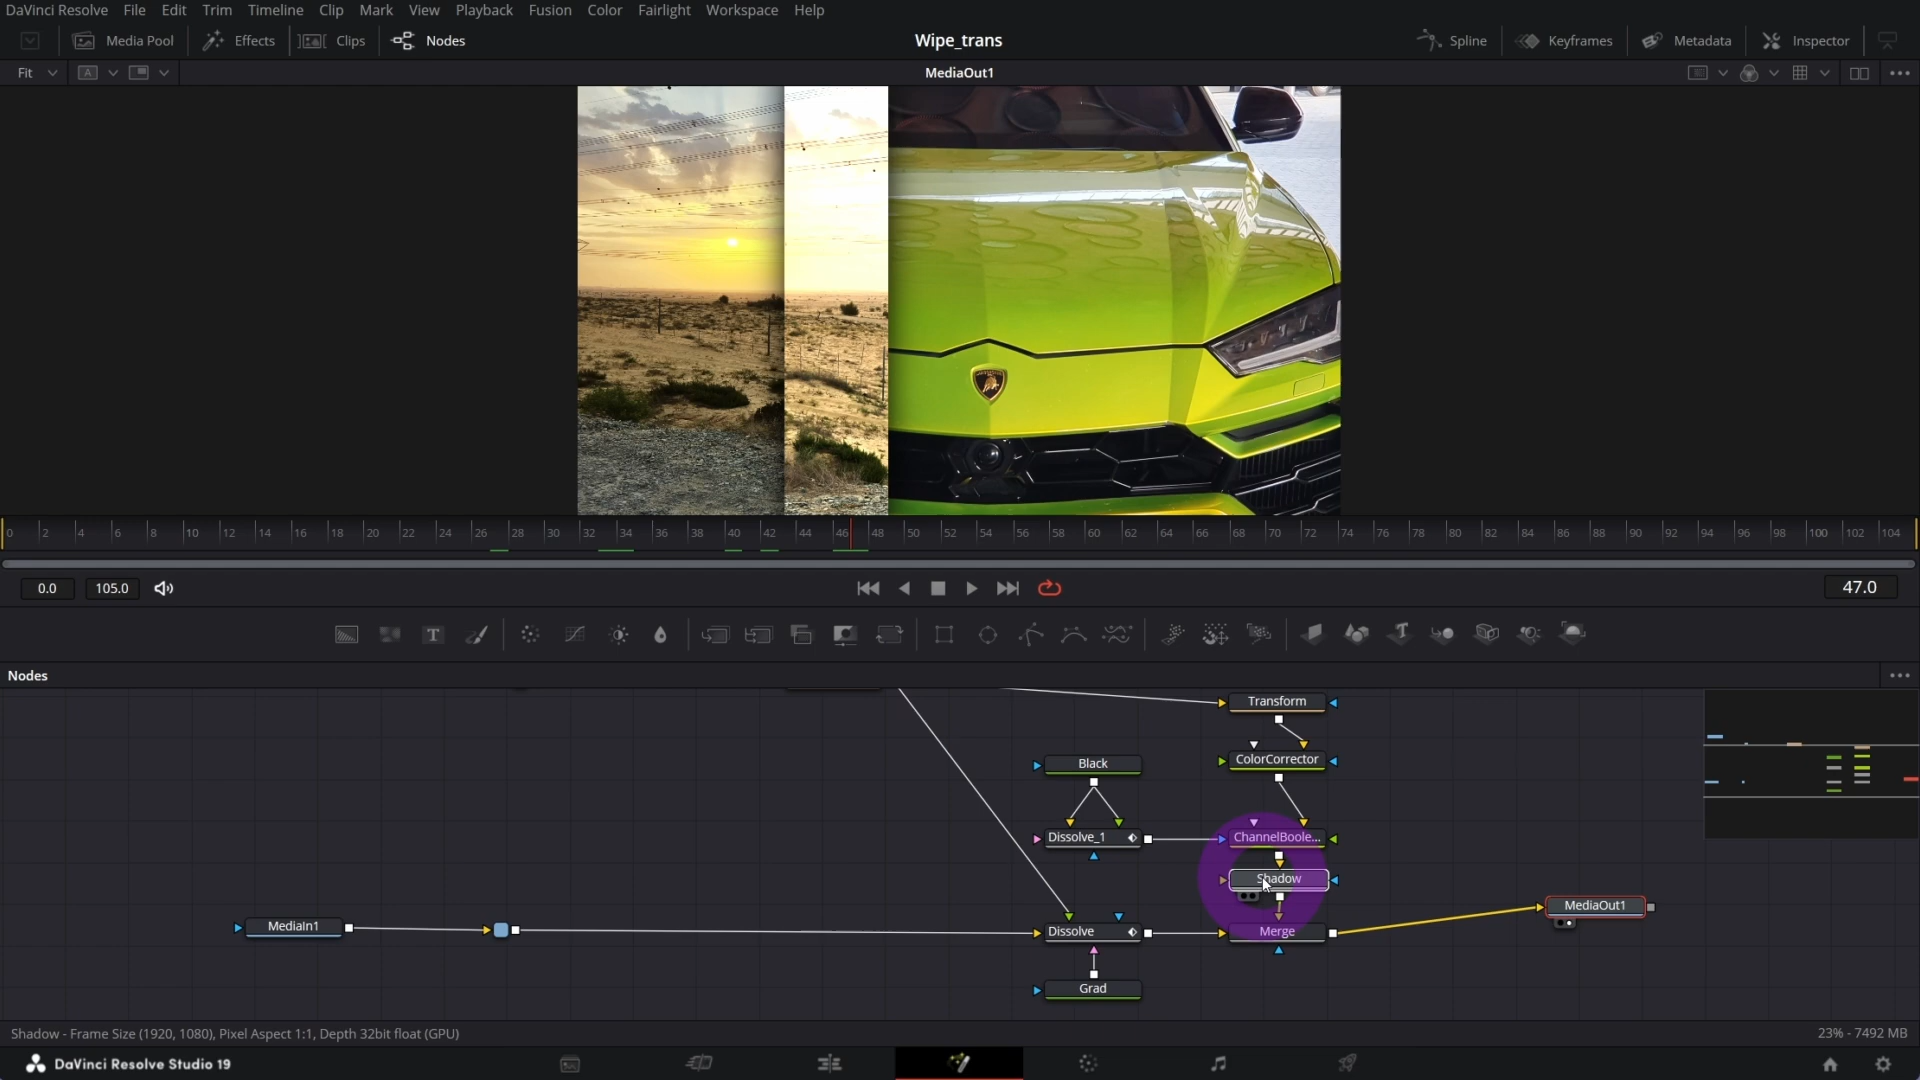 DaVinci Resolve File Edit Trim Timeline Clip Mark View Playback Fusion Color Fairlight Workspace Help
Media Pool Effects Clips Nodes Wipe_trans Spline Keyframes Metadata Inspector
Fit A MediaOut1
0 2 4 6 8 10 12 14 16 18 20 22 24 26 28 30 32 34 36 38 40 42 44 46 48 50 52 54 56 58 60 62 64 66 68 70 72 74 76 78 80 82 84 86 88 90 92 94 96 98 100 102 104
0.0 105.0 47.0
T
Nodes
Transform
Black ColorCorrector
Dissolve_1 ChannelBoole...
Shadow
MediaOut1
MediaIn1 Dissolve Merge
Grad
Shadow - Frame Size (1920, 1080), Pixel Aspect 1:1, Depth 32bit float (GPU) 23% - 7492 MB
DaVinci Resolve Studio 19